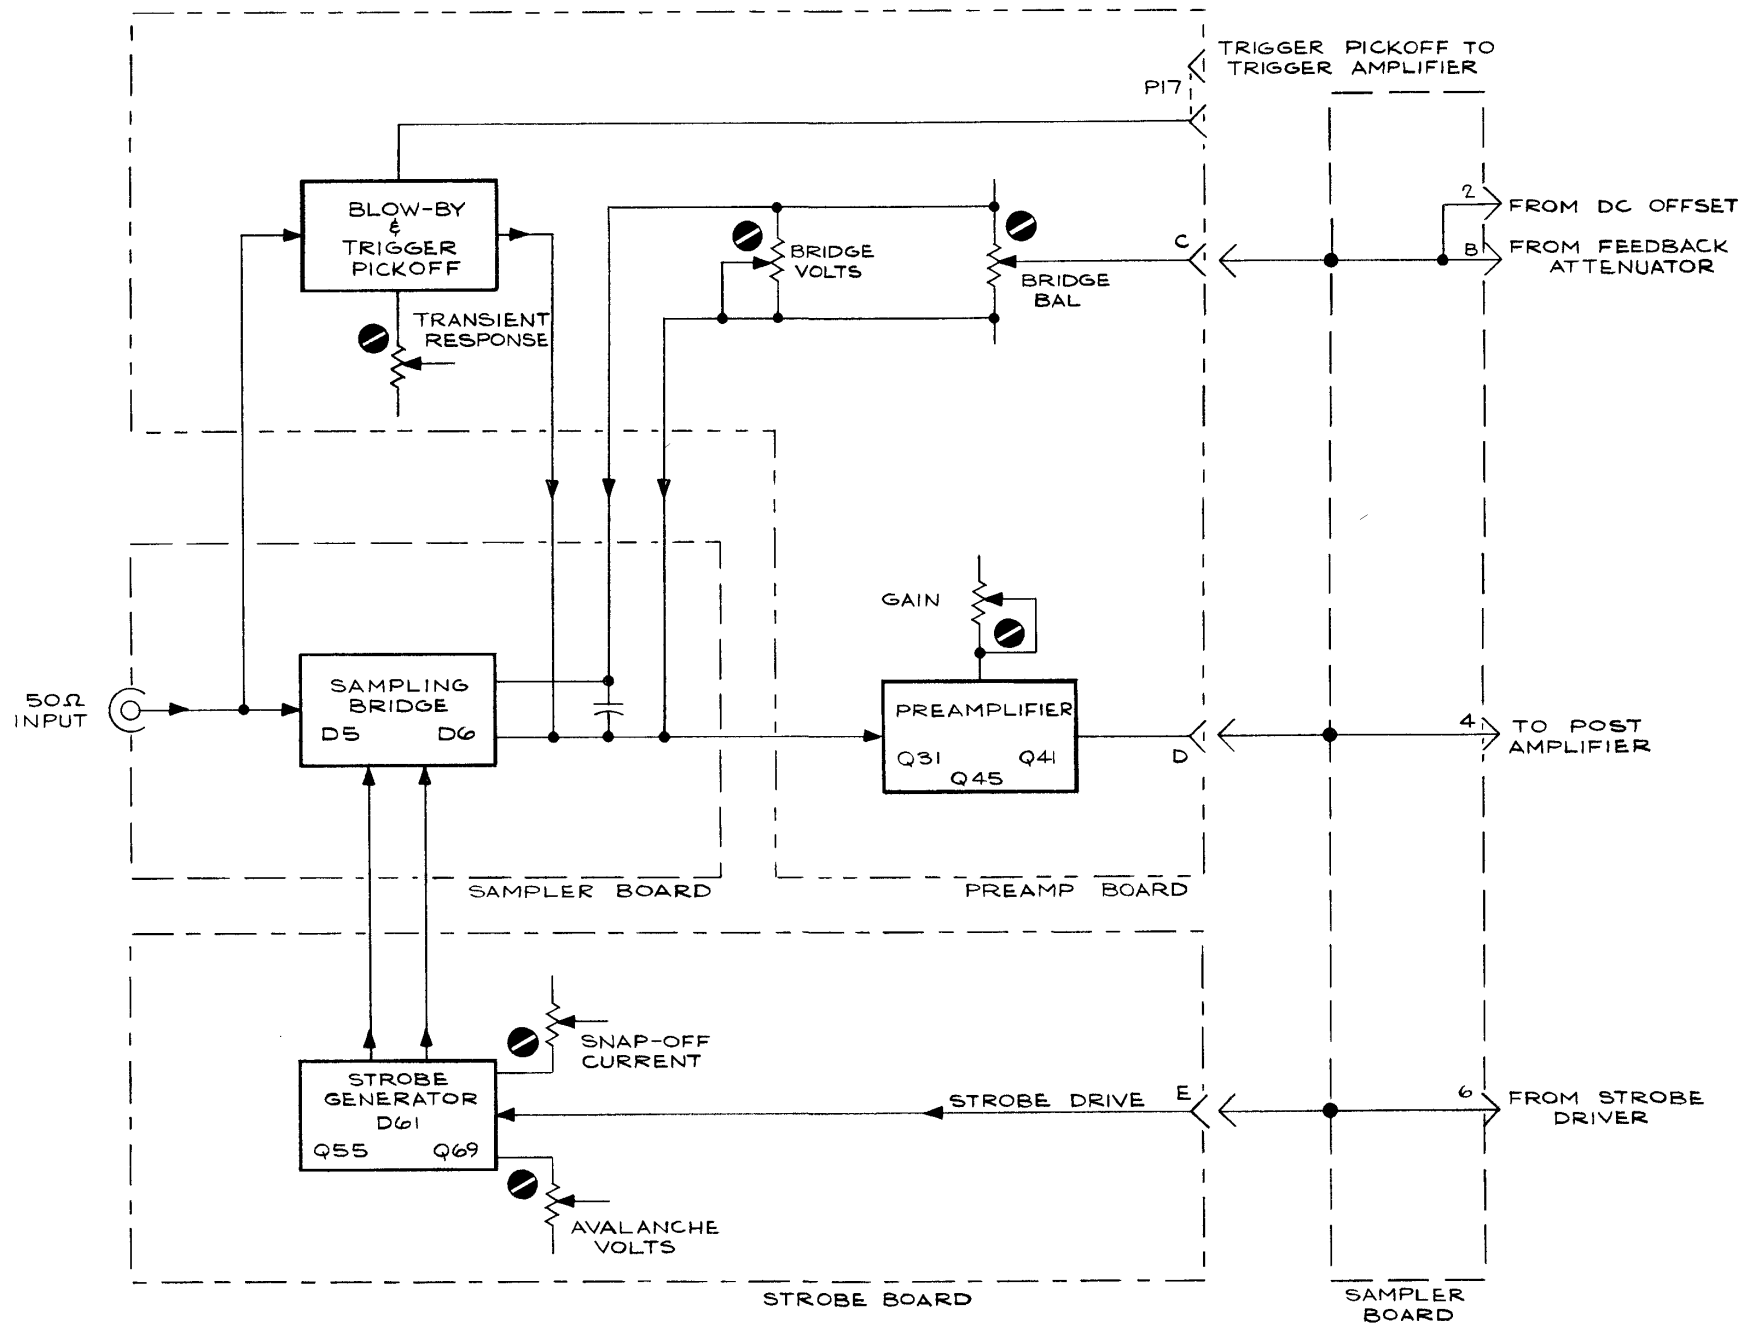 TRIGGER PICKOFF TO
TRIGGER AMPLIFIER
P17
BLOW-BY
&
TRIGGER
PICKOFF
TRANSIENT
RESPONSE
BRIDGE
VOLTS
BRIDGE
BAL
C
2
FROM DC OFFSET
B
FROM FEEDBACK
ATTENUATOR
GAIN
50Ω
INPUT
SAMPLING
BRIDGE
D5 D6
PREAMPLIFIER
Q31 Q41
Q45
D
4
TO POST
AMPLIFIER
SAMPLER BOARD
PREAMP BOARD
SNAP-OFF
CURRENT
STROBE
GENERATOR
D61
Q55 Q69
STROBE DRIVE
E
6
FROM STROBE
DRIVER
AVALANCHE
VOLTS
STROBE BOARD
SAMPLER
BOARD